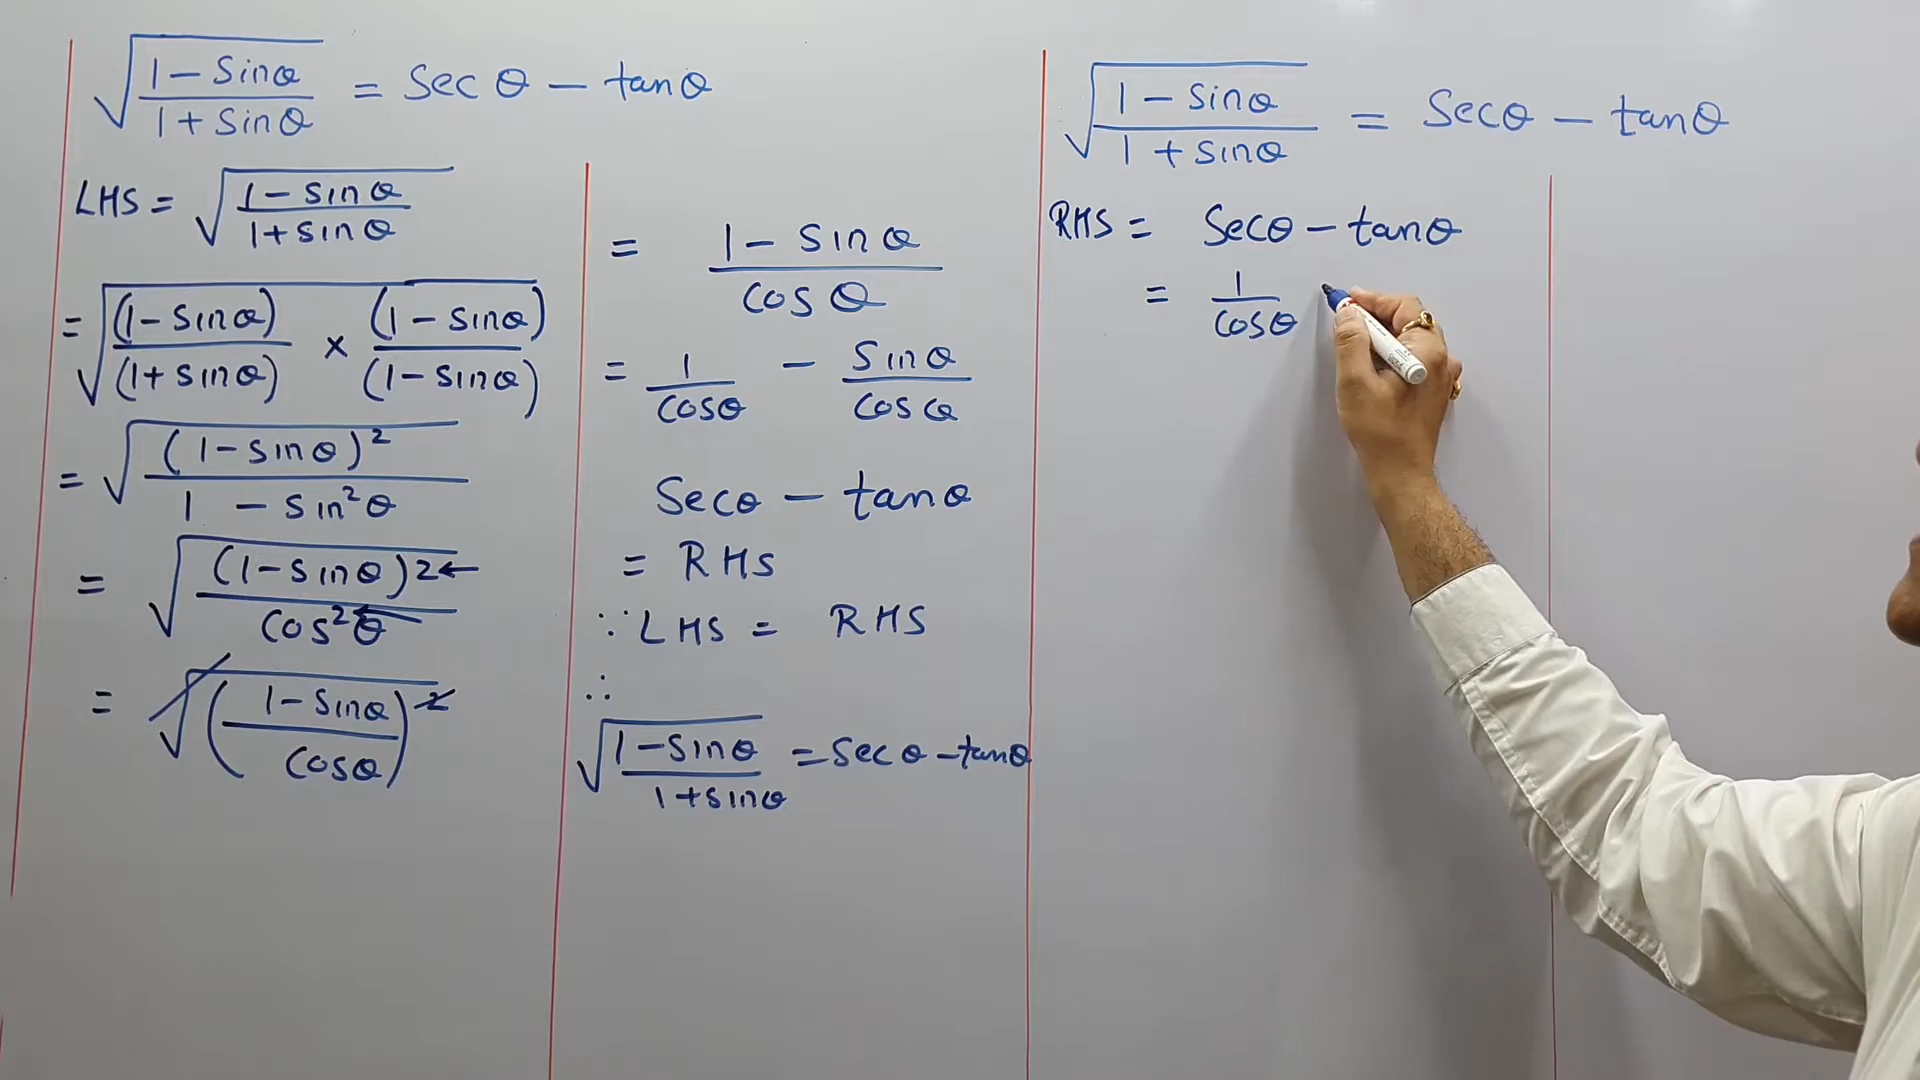 √((1 - sinθ)/(1 + sinθ)) = Sec θ - tanθ
LHS = √((1 - sinθ)/(1 + sinθ))
= √((1 - sinθ)/(1 + sinθ) × (1 - sinθ)/(1 - sinθ))
= √((1 - sinθ)²/(1 - sin²θ))
= √((1 - sinθ)2←/cos²θ)
= √((1 - sinθ)/cosθ)²
= (1 - sinθ)/cosθ
= 1/cosθ - sinθ/cosθ
Secθ - tanθ
= RHS
∵ LHS = RHS
∴
√((1 - sinθ)/(1 + sinθ)) = Sec θ - tanθ
√((1 - sinθ)/(1 + sinθ)) = Secθ - tanθ
RHS = Secθ - tanθ
= 1/cosθ